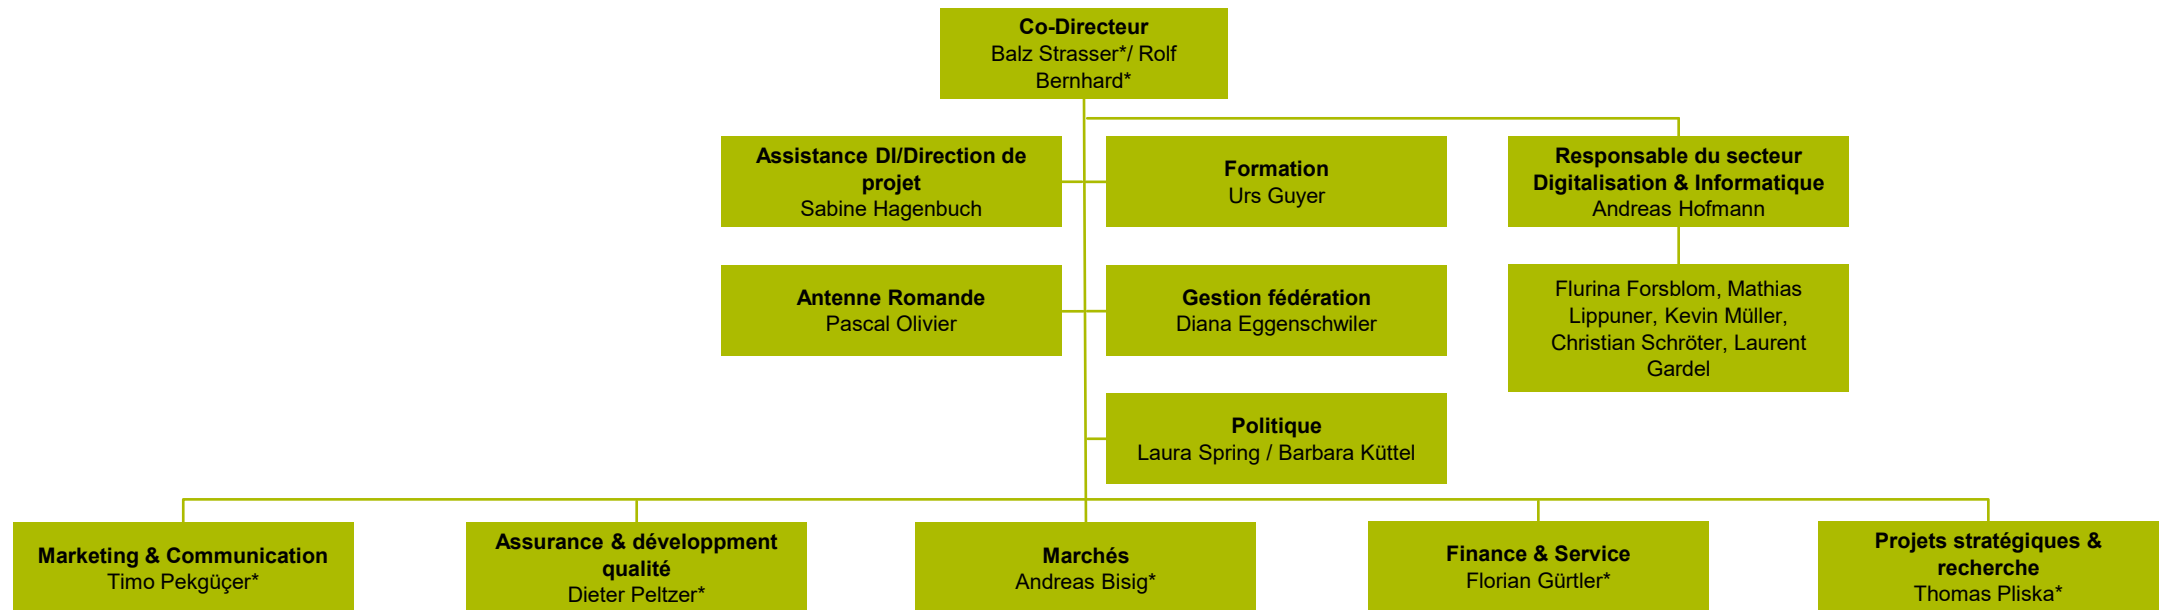 Co-Directeur
Balz Strasser*/ Rolf
Bernhard*
Assistance DI/Direction de
projet
Sabine Hagenbuch
Formation
Urs Guyer
Responsable du secteur
Digitalisation & Informatique
Andreas Hofmann
Antenne Romande
Pascal Olivier
Gestion fédération
Diana Eggenschwiler
Flurina Forsblom, Mathias
Lippuner, Kevin Müller,
Christian Schröter, Laurent
Gardel
Politique
Laura Spring / Barbara Küttel
Marketing & Communication
Timo Pekgüçer*
Assurance & développment
qualité
Dieter Peltzer*
Marchés
Andreas Bisig*
Finance & Service
Florian Gürtler*
Projets stratégiques &
recherche
Thomas Pliska*